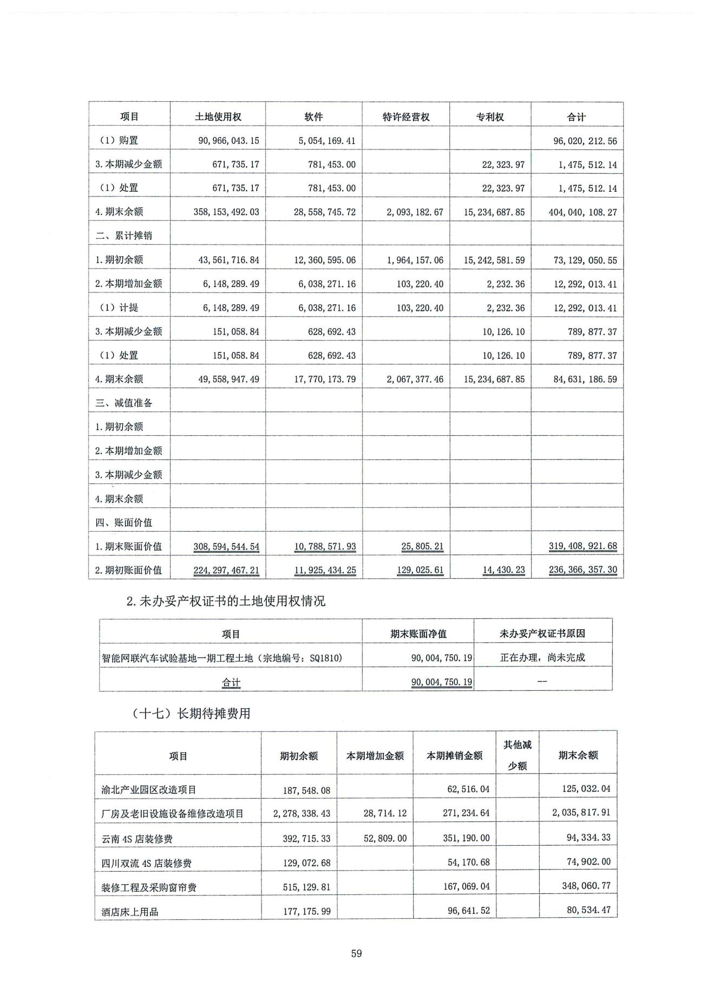 项目 土地使用权 软件 特许经营权 专利权 合计
（1）购置 90,966,043.15 5,054,169.41 96,020,212.56
3.本期减少金额 671,735.17 781,453.00 22,323.97 1,475,512.14
（1）处置 671,735.17 781,453.00 22,323.97 1,475,512.14
4.期末余额 358,153,492.03 28,558,745.72 2,093,182.67 15,234,687.85 404,040,108.27
二、累计摊销
1.期初余额 43,561,716.84 12,360,595.06 1,964,157.06 15,242,581.59 73,129,050.55
2.本期增加金额 6,148,289.49 6,038,271.16 103,220.40 2,232.36 12,292,013.41
（1）计提 6,148,289.49 6,038,271.16 103,220.40 2,232.36 12,292,013.41
3.本期减少金额 151,058.84 628,692.43 10,126.10 789,877.37
（1）处置 151,058.84 628,692.43 10,126.10 789,877.37
4.期末余额 49,558,947.49 17,770,173.79 2,067,377.46 15,234,687.85 84,631,186.59
三、减值准备
1.期初余额
2.本期增加金额
3.本期减少金额
4.期末余额
四、账面价值
1.期末账面价值 308,594,544.54 10,788,571.93 25,805.21 319,408,921.68
2.期初账面价值 224,297,467.21 11,925,434.25 129,025.61 14,430.23 236,366,357.30
2.未办妥产权证书的土地使用权情况
项目 期末账面净值 未办妥产权证书原因
智能网联汽车试验基地一期工程土地（宗地编号：SQ1810） 90,004,750.19 正在办理，尚未完成
合计 90,004,750.19 --
（十七）长期待摊费用
项目 期初余额 本期增加金额 本期摊销金额 其他减少额 期末余额
渝北产业园区改造项目 187,548.08 62,516.04 125,032.04
厂房及老旧设施设备维修改造项目 2,278,338.43 28,714.12 271,234.64 2,035,817.91
云南 4S 店装修费 392,715.33 52,809.00 351,190.00 94,334.33
四川双流 4S 店装修费 129,072.68 54,170.68 74,902.00
装修工程及采购窗帘费 515,129.81 167,069.04 348,060.77
酒店床上用品 177,175.99 96,641.52 80,534.47
59